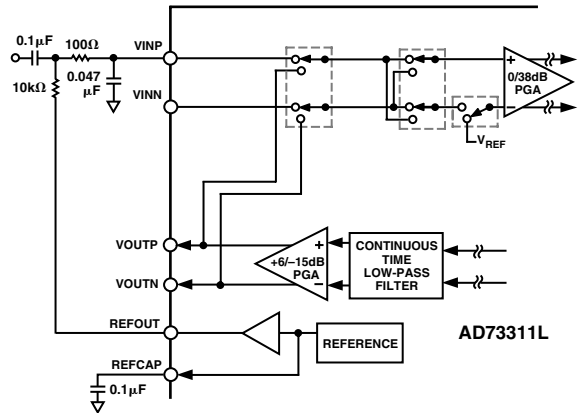 0.1μF
100Ω
VINP
0.047
μF
10kΩ
VINN
+
0/38dB
PGA
−
VREF
VOUTP
+
+6/−15dB
PGA
−
CONTINUOUS
TIME
LOW-PASS
FILTER
VOUTN
REFOUT
REFERENCE
AD73311L
REFCAP
0.1μF